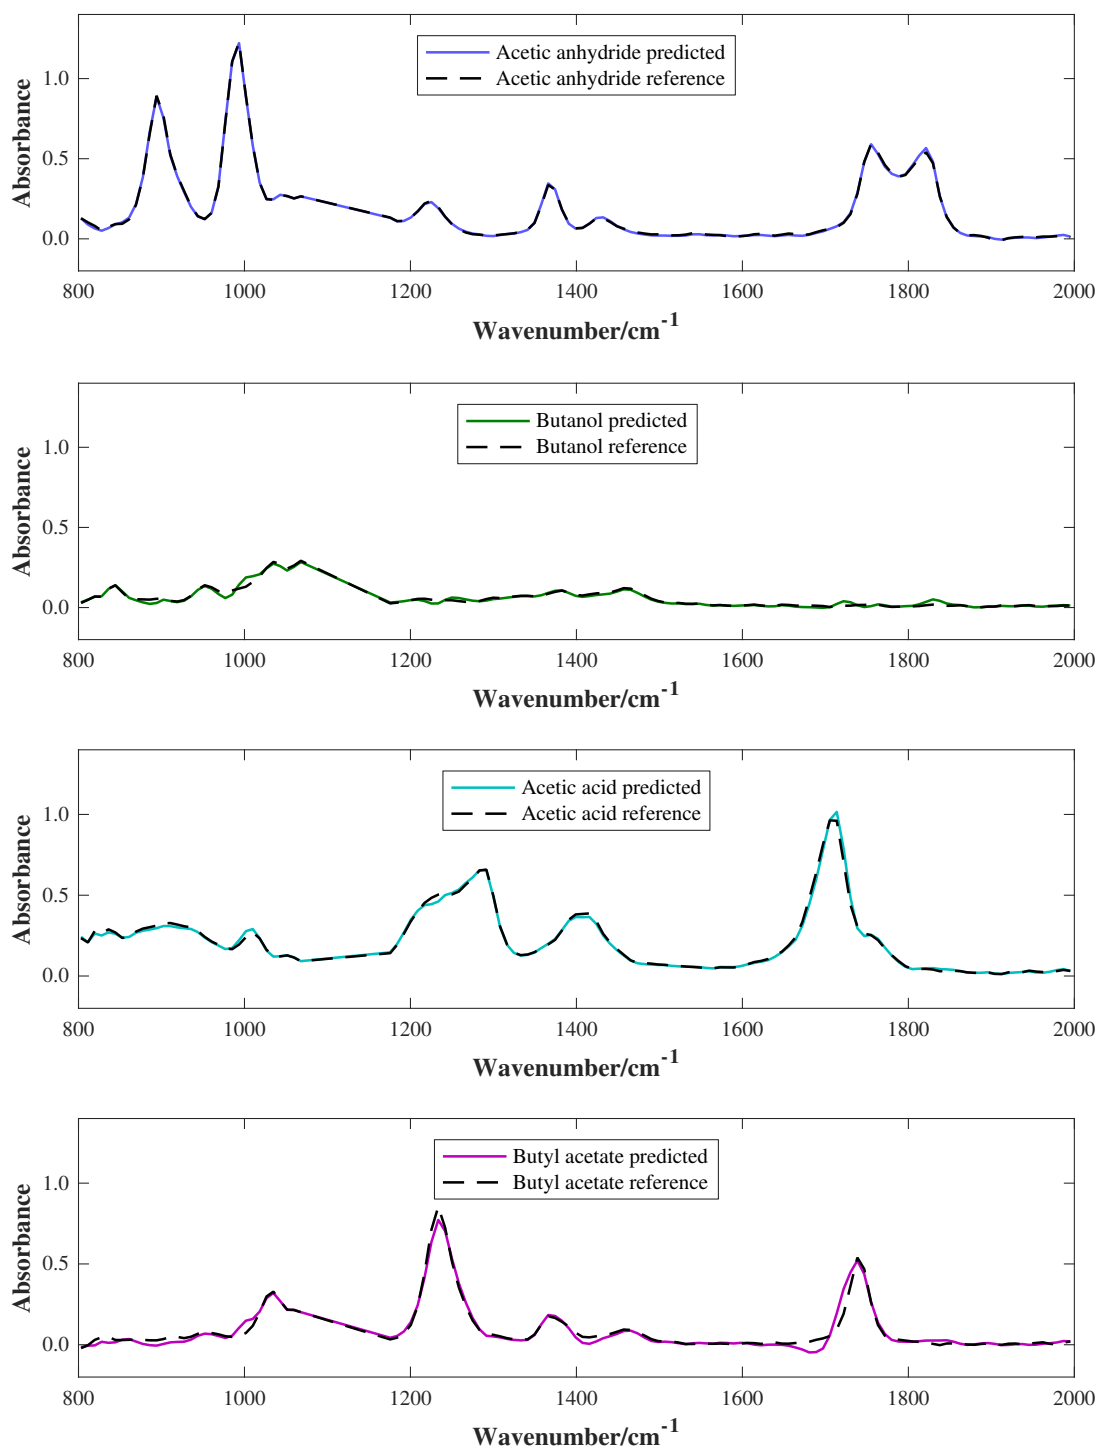 Acetic anhydride predicted
Acetic anhydride reference
1.0
0.5
0.0
Absorbance
800 1000 1200 1400 1600 1800 2000
Wavenumber/cm⁻¹
Butanol predicted
Butanol reference
1.0
0.5
0.0
Absorbance
800 1000 1200 1400 1600 1800 2000
Wavenumber/cm⁻¹
Acetic acid predicted
Acetic acid reference
1.0
0.5
0.0
Absorbance
800 1000 1200 1400 1600 1800 2000
Wavenumber/cm⁻¹
Butyl acetate predicted
Butyl acetate reference
1.0
0.5
0.0
Absorbance
800 1000 1200 1400 1600 1800 2000
Wavenumber/cm⁻¹